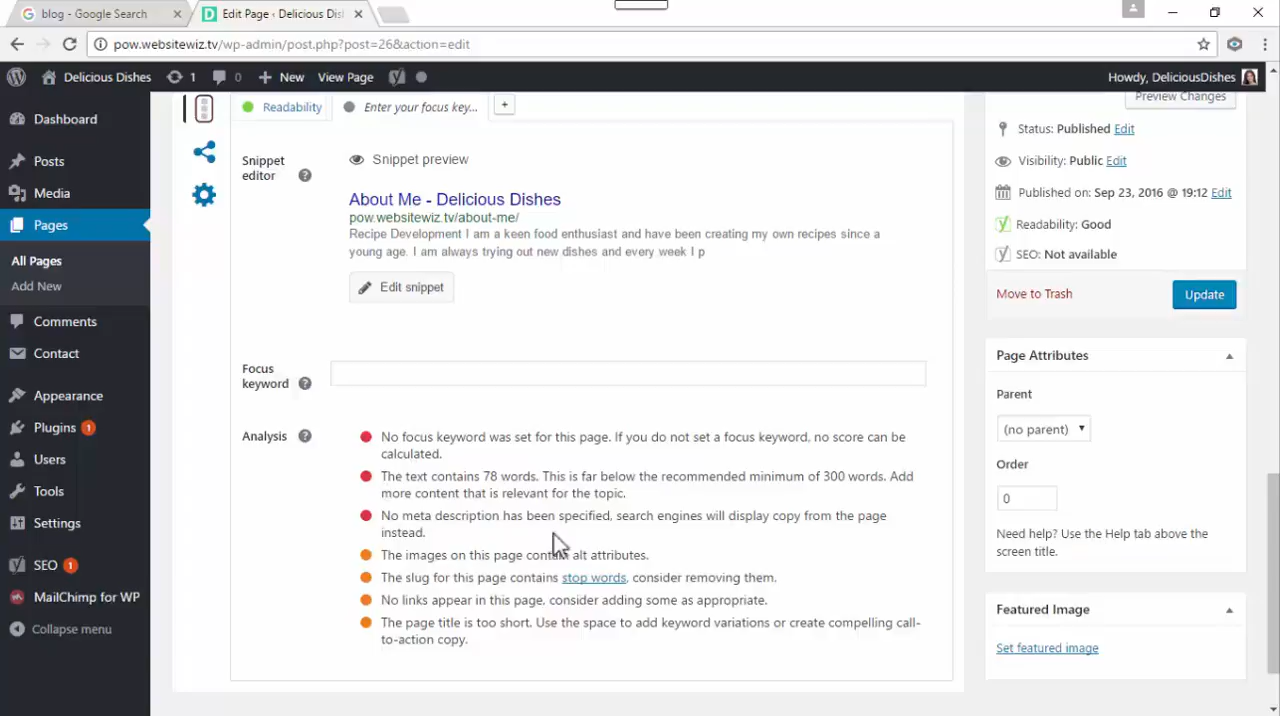 blog - Google Search
Edit Page ‹ Delicious Dis
pow.websitewiz.tv/wp-admin/post.php?post=26&action=edit
Delicious Dishes 1 0 New View Page Howdy, DeliciousDishes
Dashboard
Posts
Media
Pages
All Pages
Add New
Comments
Contact
Appearance
Plugins 1
Users
Tools
Settings
SEO 1
MailChimp for WP
Collapse menu
Readability Enter your focus key... +
Snippet
editor
Snippet preview
About Me - Delicious Dishes
pow.websitewiz.tv/about-me/
Recipe Development I am a keen food enthusiast and have been creating my own recipes since a
young age. I am always trying out new dishes and every week I p
Edit snippet
Focus
keyword
Analysis
No focus keyword was set for this page. If you do not set a focus keyword, no score can be
calculated.
The text contains 78 words. This is far below the recommended minimum of 300 words. Add
more content that is relevant for the topic.
No meta description has been specified, search engines will display copy from the page
instead.
The images on this page contain alt attributes.
The slug for this page contains stop words, consider removing them.
No links appear in this page, consider adding some as appropriate.
The page title is too short. Use the space to add keyword variations or create compelling call-
to-action copy.
Preview Changes
Status: Published Edit
Visibility: Public Edit
Published on: Sep 23, 2016 @ 19:12 Edit
Readability: Good
SEO: Not available
Move to Trash
Update
Page Attributes
Parent
(no parent)
Order
0
Need help? Use the Help tab above the
screen title.
Featured Image
Set featured image